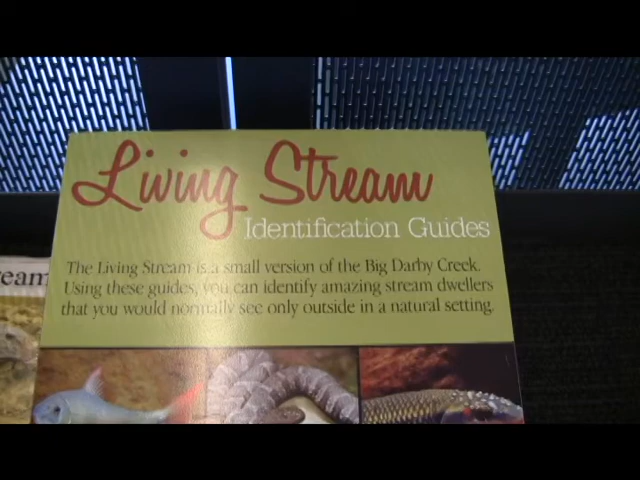 Living Stream
Identification Guides
The Living Stream is a small version of the Big Darby Creek.
Using these guides, you can identify amazing stream dwellers
that you would normally see only outside in a natural setting.
eam